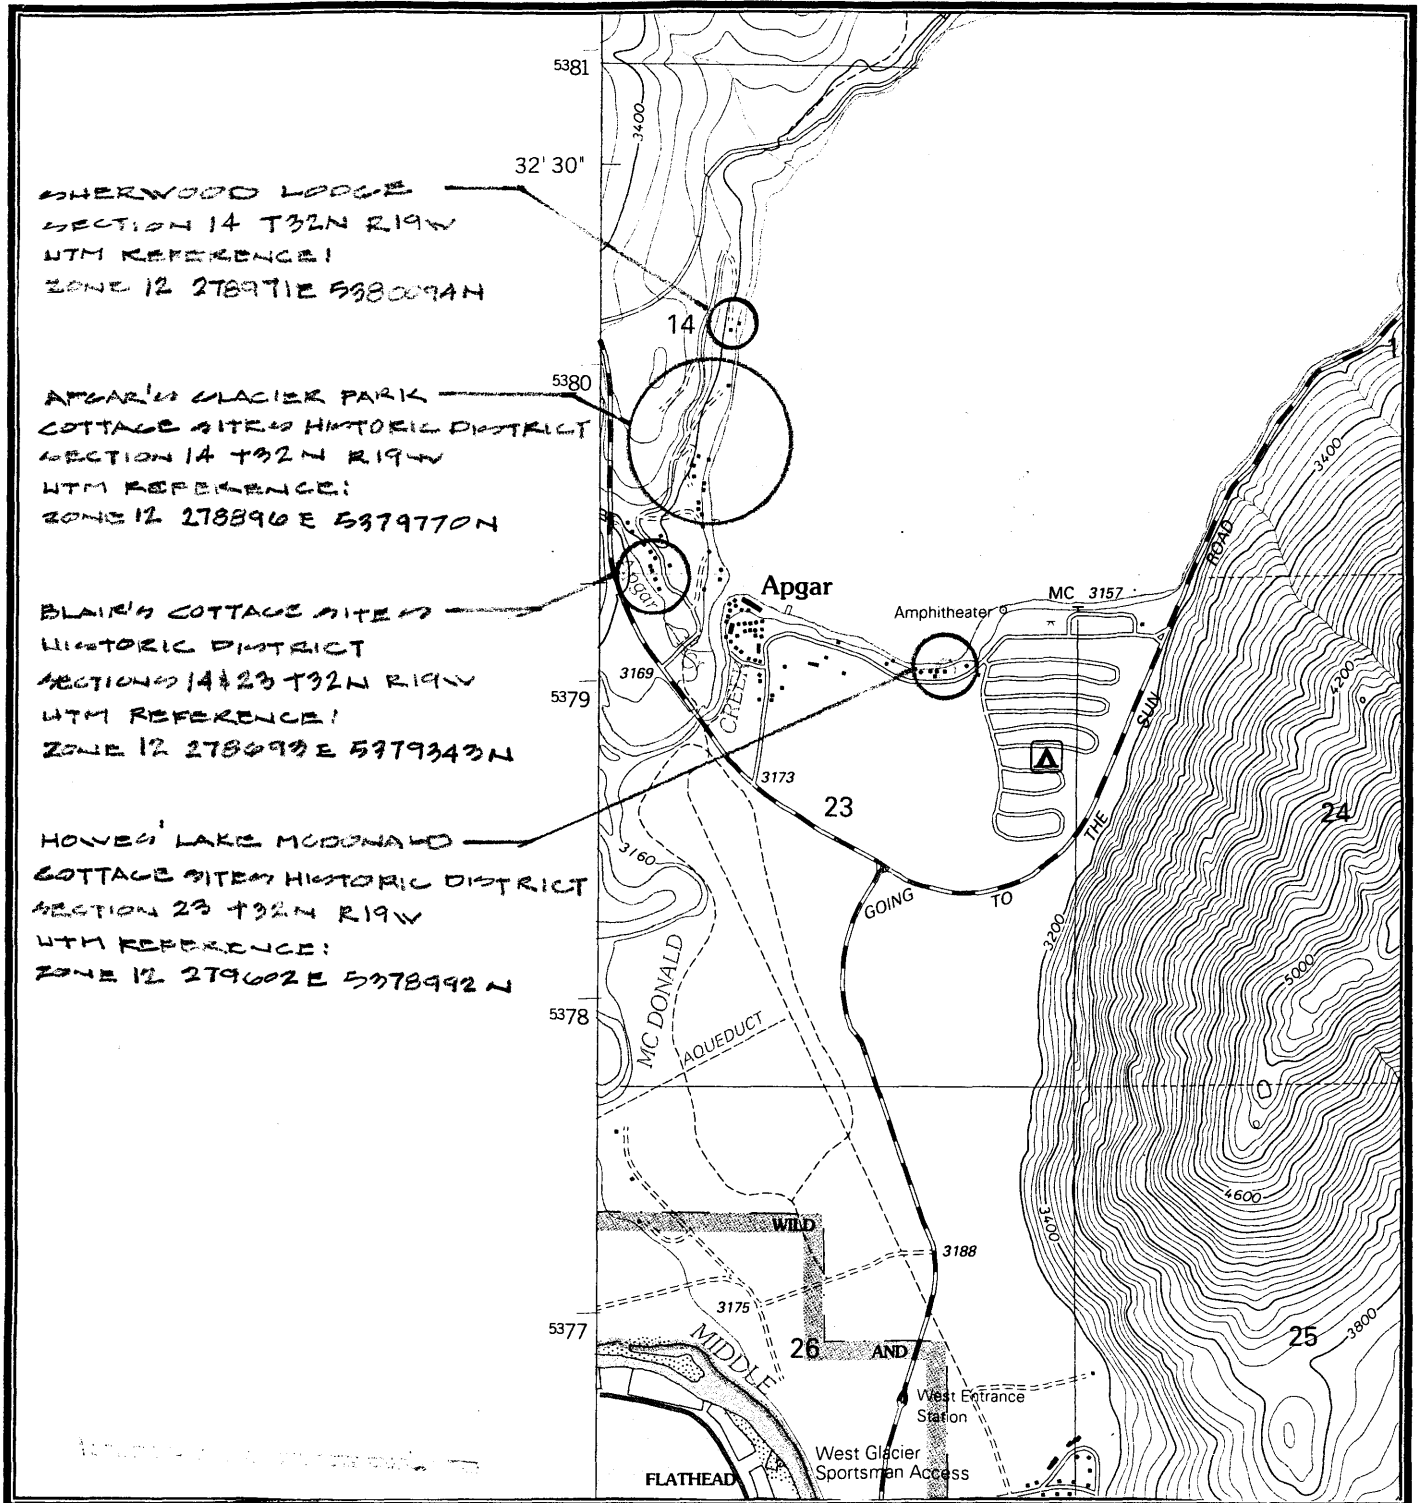 SHERWOOD LODGE
SECTION 14 T32N R19W
UTM REFERENCE:
ZONE 12 278971E 5380094N
APGAR'S GLACIER PARK
COTTAGE SITES HISTORIC DISTRICT
SECTION 14 T32N R19W
UTM REFERENCE:
ZONE 12 278896E 5379770N
BLAIR'S COTTAGE SITES
HISTORIC DISTRICT
SECTIONS 14&23 T32N R19W
UTM REFERENCE:
ZONE 12 278693E 5379343N
HOWES' LAKE MCDONALD
COTTAGE SITES HISTORIC DISTRICT
SECTION 23 T32N R19W
UTM REFERENCE:
ZONE 12 279602E 5378992N
5381
3400
32' 30"
14
5380
1
3400
ROAD
Apgar
Apgar
Amphitheater
MC 3157
3169
5379
CREEK
SUN
4200
3173
23
24
THE
3160
GOING
TO
3200
5000
MC DONALD
5378
AQUEDUCT
4600
3400
WILD
3188
3175
5377
MIDDLE
26
AND
25
3800
West Entrance
Station
West Glacier
Sportsman Access
FLATHEAD